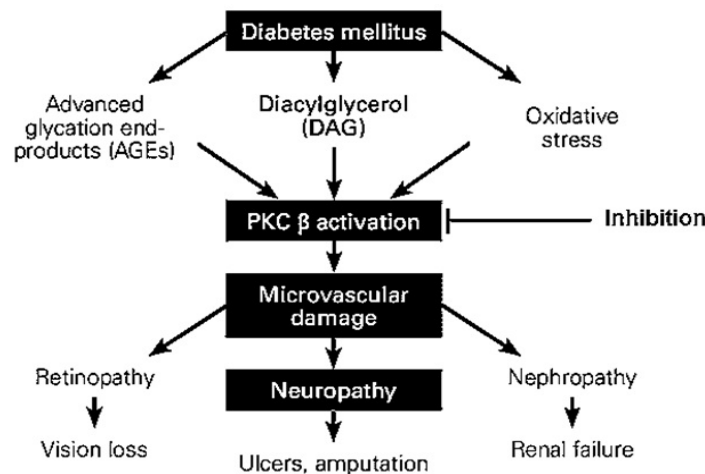 Diabetes mellitus
Advanced
glycation end-
products (AGEs)
Diacylglycerol
(DAG)
Oxidative
stress
PKC β activation
Inhibition
Microvascular
damage
Retinopathy
Neuropathy
Nephropathy
Vision loss
Ulcers, amputation
Renal failure